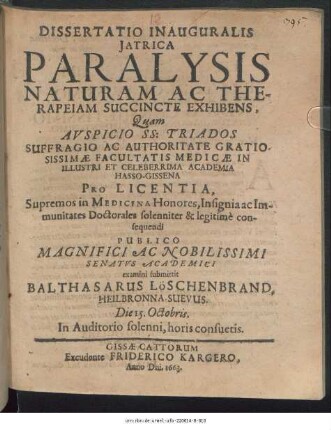 DISSERTATIO INAUGURALIS
JATRICA
PARALYSIS
NATURAM AC THE-
RAPEIAM SUCCINCTE EXHIBENS,
Quam
AVSPICIO SS: TRIADOS
SUFFRAGIO AC AUTHORITATE GRATIO-
SISSIMÆ FACULTATIS MEDICÆ IN
ILLUSTRI ET CELEBERRIMA ACADEMIA
HASSO-GISSENA
PRO LICENTIA,
Supremos in MEDICINA Honores, Insignia ac Im-
munitates Doctorales solenniter & legitimè con-
sequendi
PUBLICO
MAGNIFICI AC NOBILISSIMI
SENATUS ACADEMICI
examini submittit
BALTHASARUS LöSCHENBRAND,
HEILBRONNA-SUEVUS.
Die 15. Octobris.
In Auditorio solenni, horis consuetis.
GISSÆ CATTORUM
Excudente FRIDERICO KARGERO,
Anno Dni. 1663.